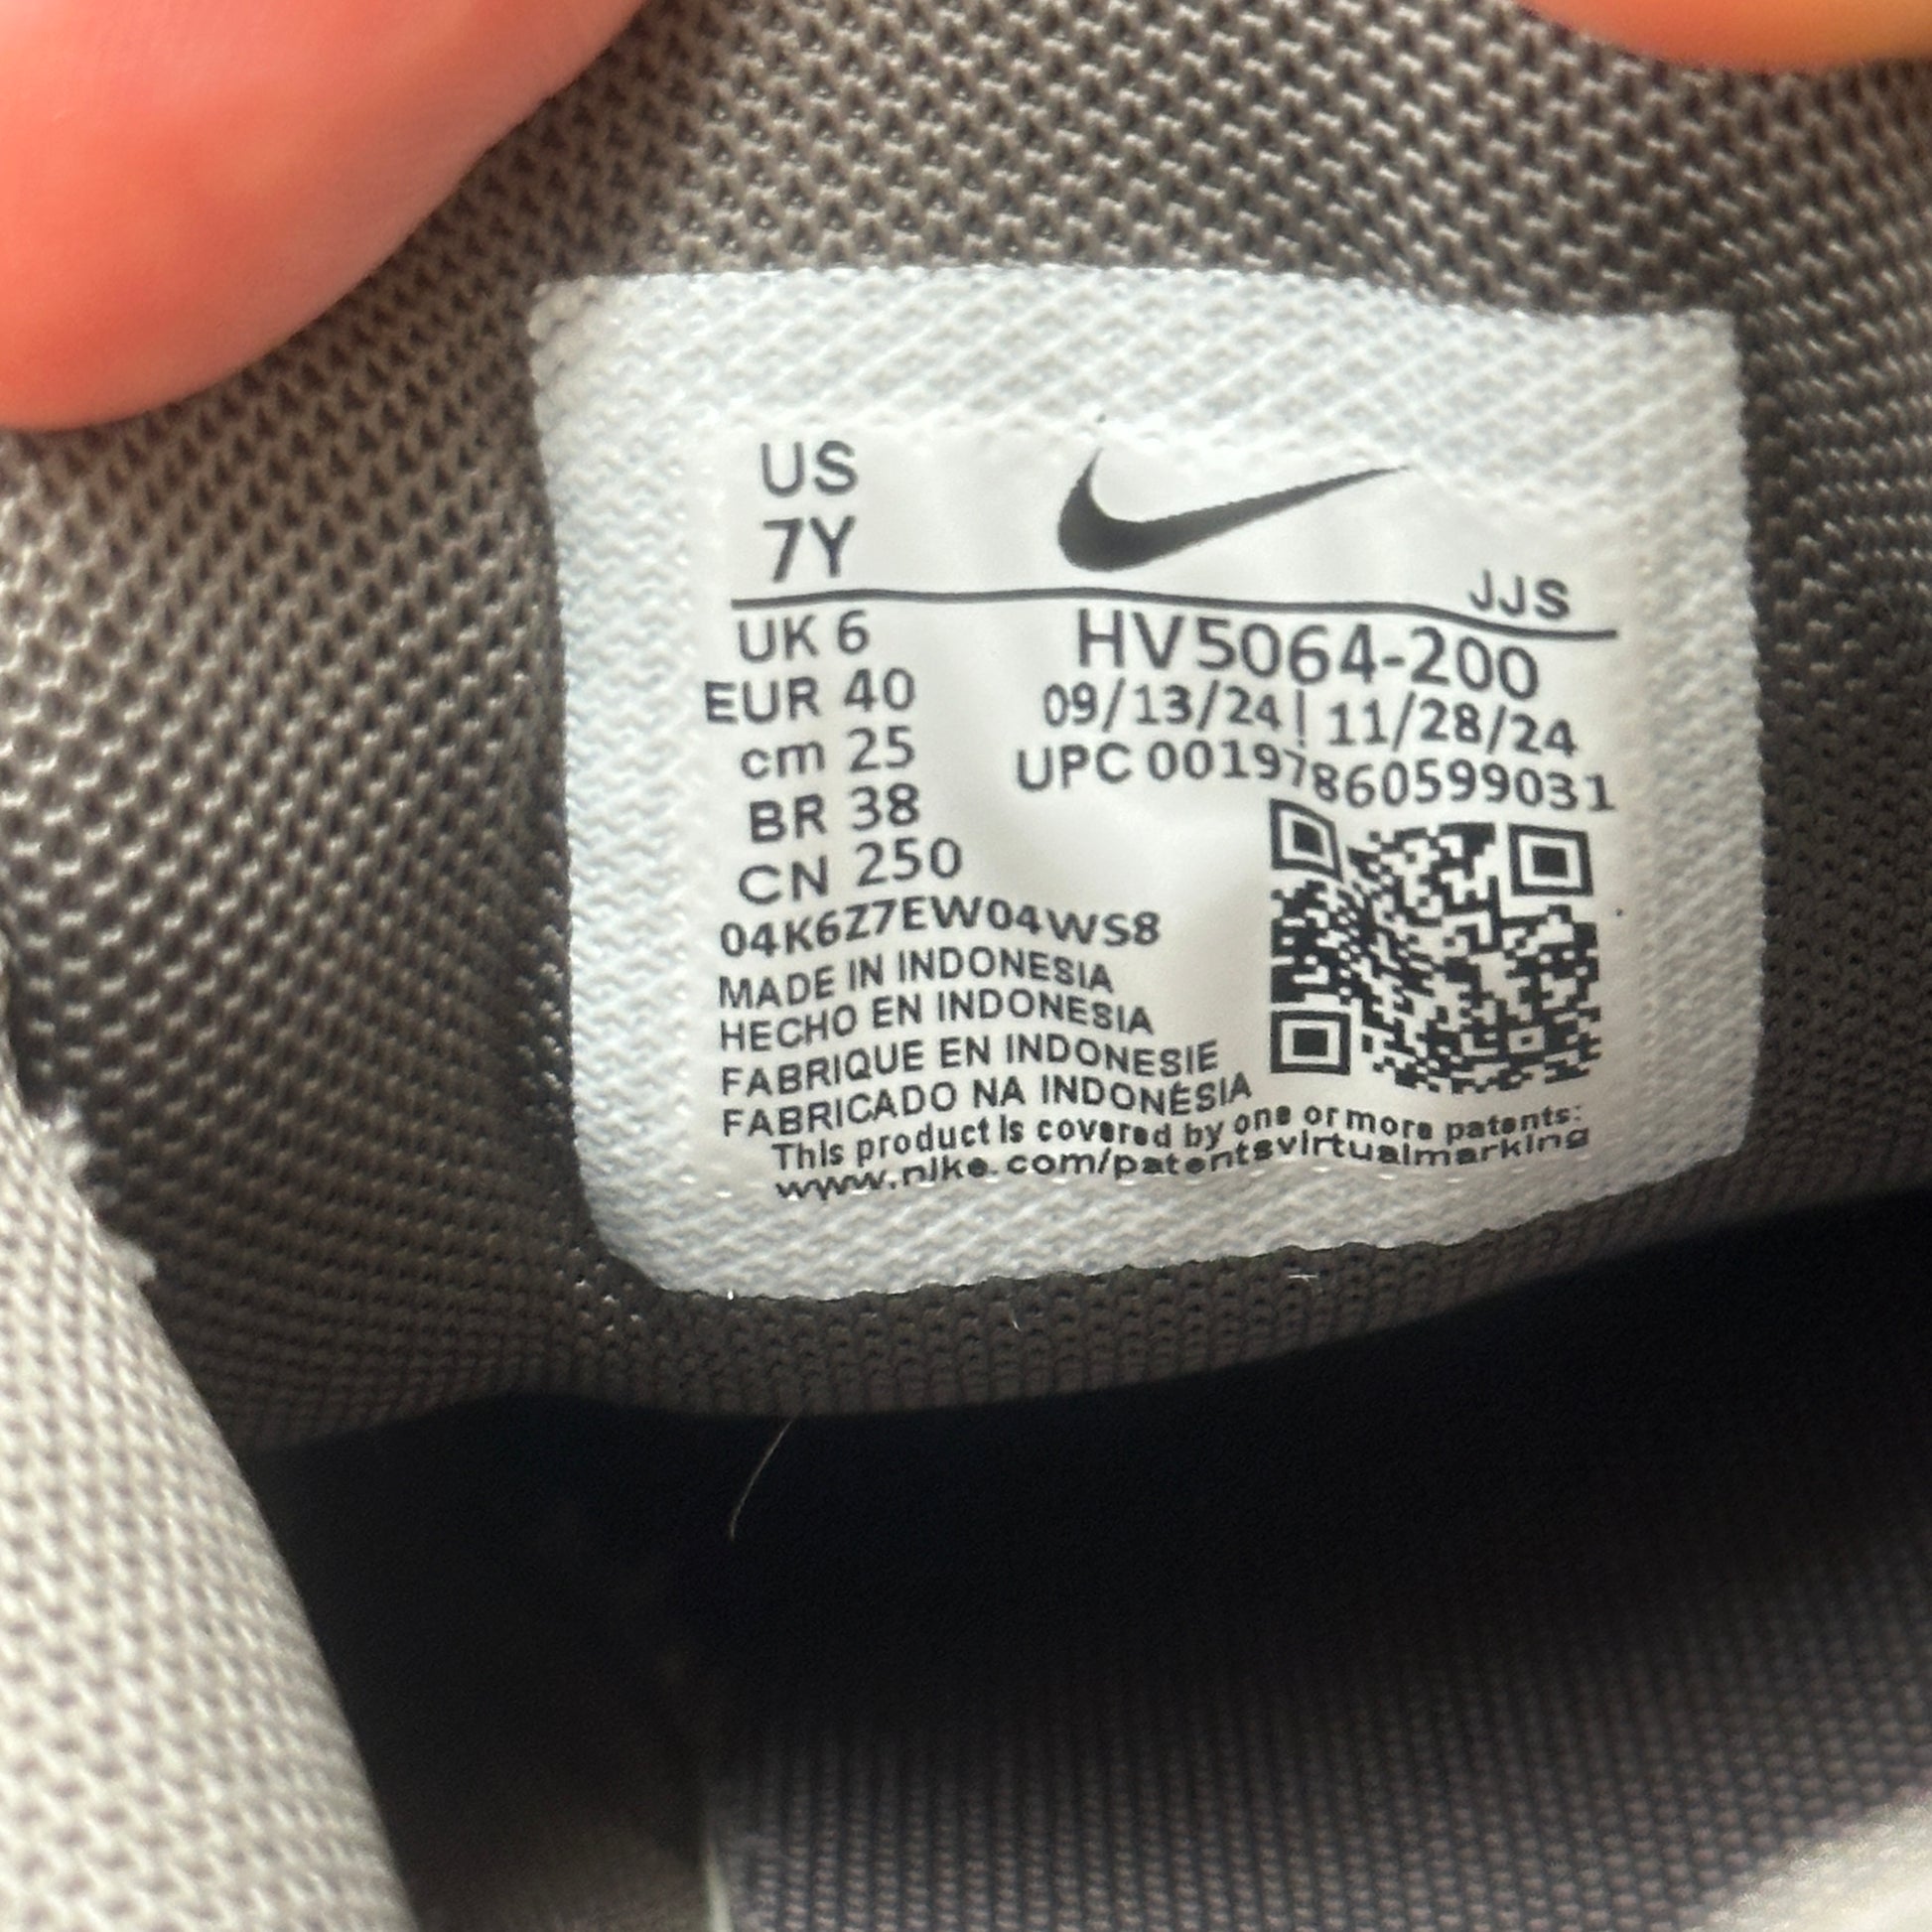 US
7Y
JJS
UK 6
EUR 40
cm 25
BR 38
CN 250
HV5064-200
09/13/24| 11/28/24
UPC 00197860599031
04K6Z7EW04WS8
MADE IN INDONESIA
HECHO EN INDONESIA
FABRIQUE EN INDONESIE
FABRICADO NA INDONÉSIA
This product is covered by one or more patents:
www.nike.com/patentsvirtualmarking